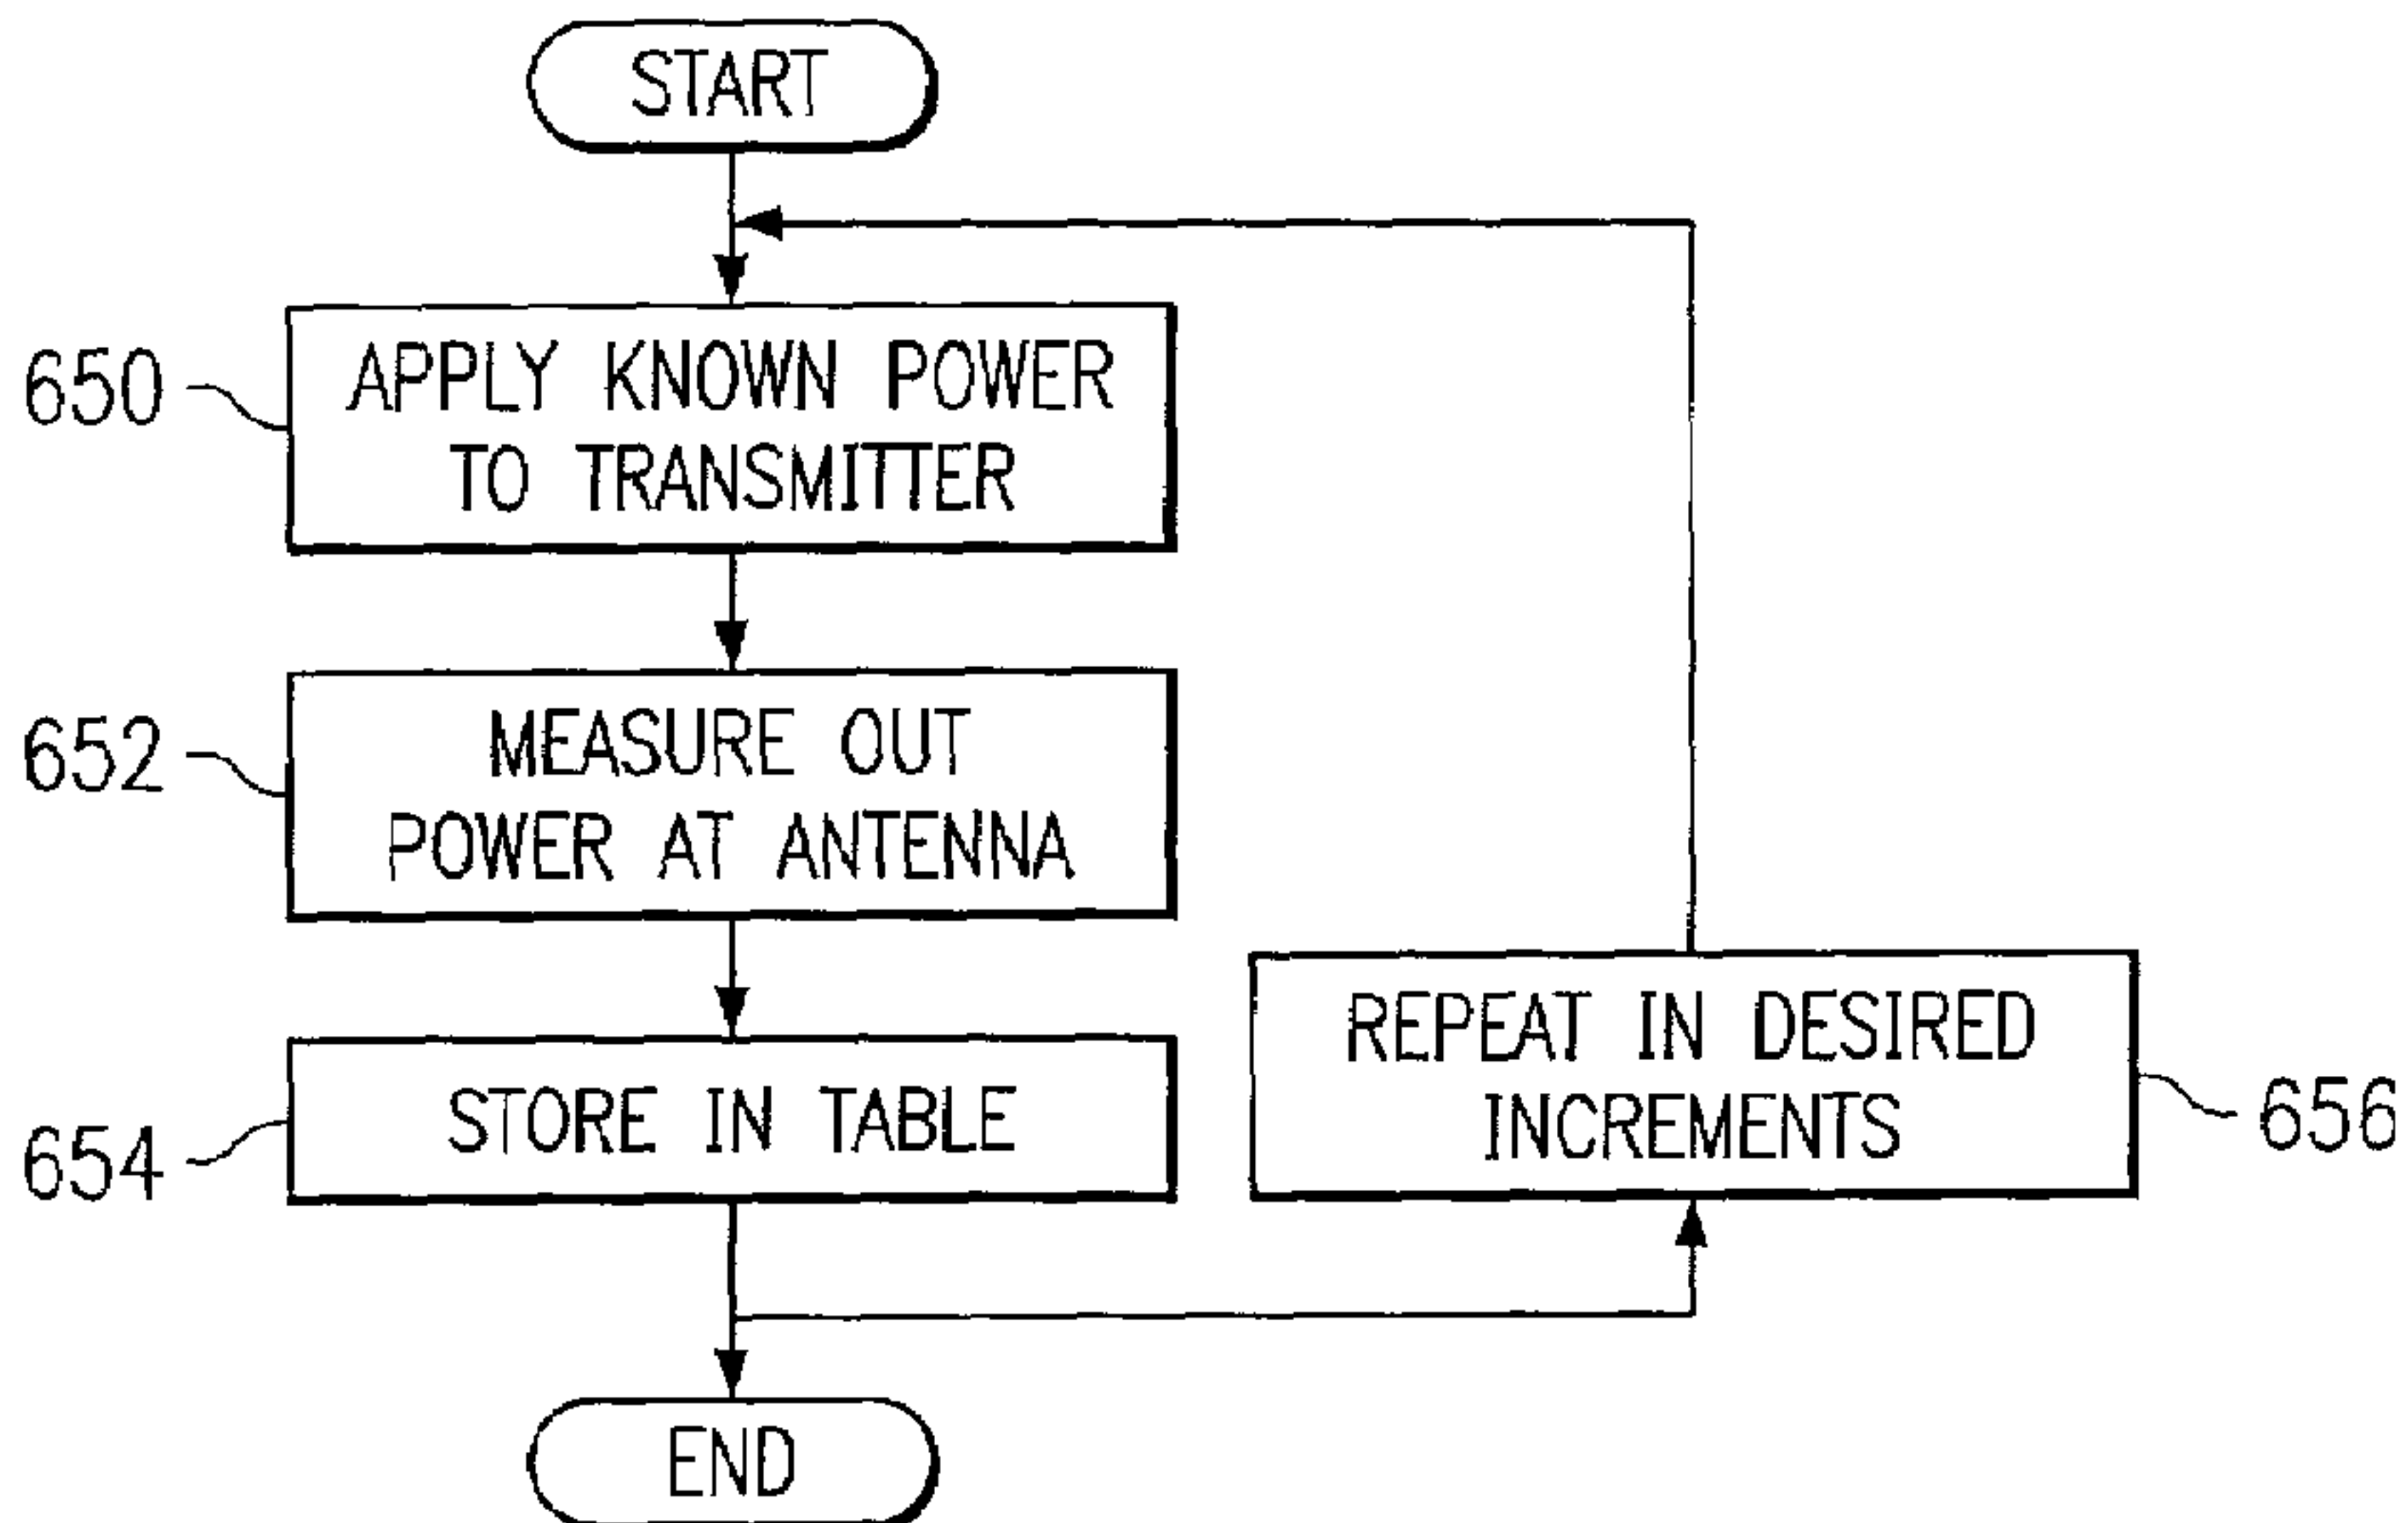 START
650
APPLY KNOWN POWER
TO TRANSMITTER
652
MEASURE OUT
POWER AT ANTENNA
654
STORE IN TABLE
REPEAT IN DESIRED
INCREMENTS
656
END